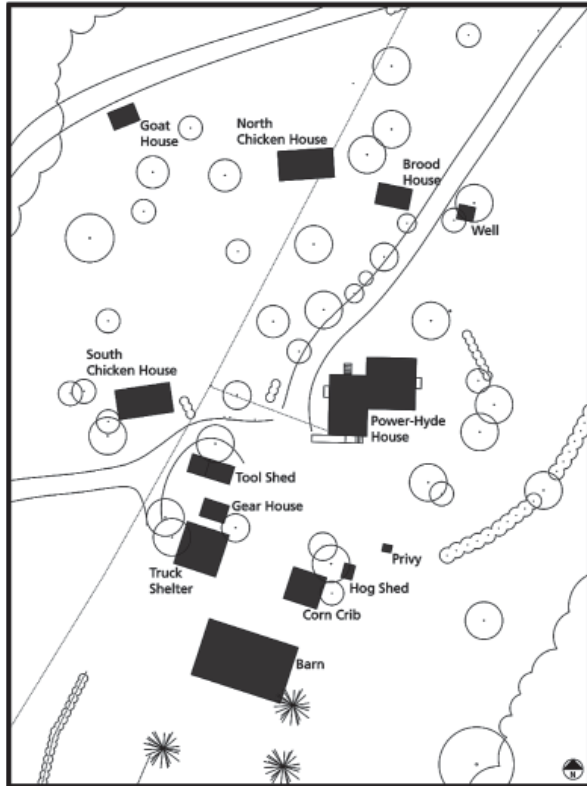 Goat
House
North
Chicken House
Brood
House
Well
South
Chicken House
Power-Hyde
House
Tool Shed
Gear House
Truck
Shelter
Privy
Hog Shed
Corn Crib
Barn
N